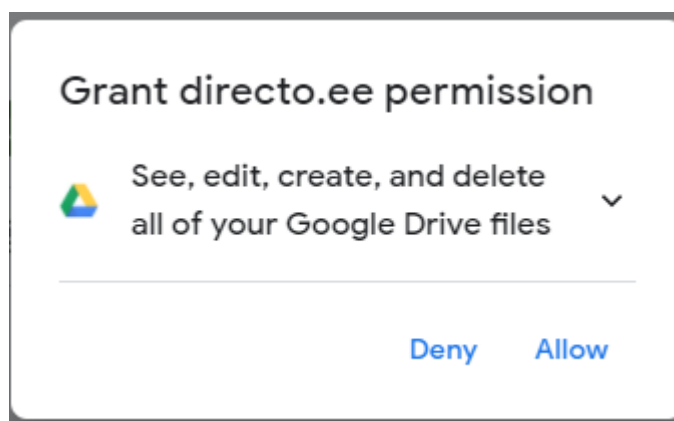 Grant directo.ee permission
See, edit, create, and delete
all of your Google Drive files
Deny Allow